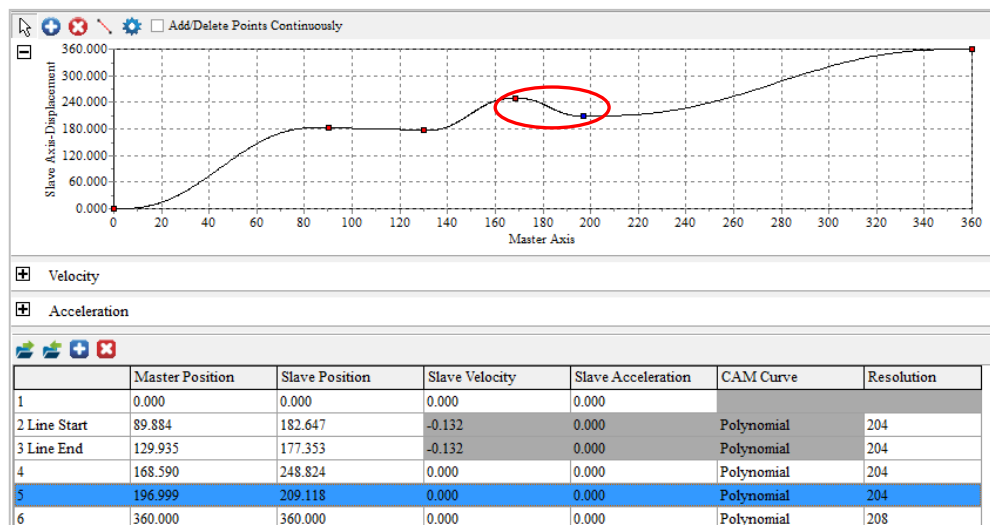 Add/Delete Points Continuously
360.000
300.000
240.000
180.000
120.000
60.000
0.000
Slave Axis-Displacement
0 20 40 60 80 100 120 140 160 180 200 220 240 260 280 300 320 340 360
Master Axis
Velocity
Acceleration
Master Position Slave Position Slave Velocity Slave Acceleration CAM Curve Resolution
1 0.000 0.000 0.000 0.000
2 Line Start 89.884 182.647 -0.132 0.000 Polynomial 204
3 Line End 129.935 177.353 -0.132 0.000 Polynomial 204
4 168.590 248.824 0.000 0.000 Polynomial 204
5 196.999 209.118 0.000 0.000 Polynomial 204
6 360.000 360.000 0.000 0.000 Polynomial 208